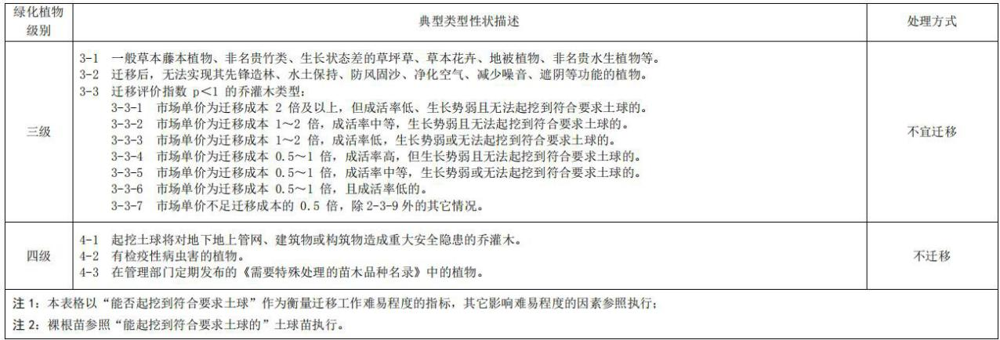 绿化植物
级别
典型类型性状描述
处理方式
三级
3-1 一般草本藤本植物、非名贵竹类、生长状态差的草坪草、草本花卉、地被植物、非名贵水生植物等。
3-2 迁移后，无法实现其先锋造林、水土保持、防风固沙、净化空气、减少噪音、遮阴等功能的植物。
3-3 迁移评价指数 p＜1 的乔灌木类型：
3-3-1 市场单价为迁移成本 2 倍及以上，但成活率低、生长势弱且无法起挖到符合要求土球的。
3-3-2 市场单价为迁移成本 1～2 倍，成活率中等，生长势弱且无法起挖到符合要求土球的。
3-3-3 市场单价为迁移成本 1～2 倍，成活率低，生长势弱或无法起挖到符合要求土球的。
3-3-4 市场单价为迁移成本 0.5～1 倍，成活率高，但生长势弱且无法起挖到符合要求土球的。
3-3-5 市场单价为迁移成本 0.5～1 倍，成活率中等，生长势弱或无法起挖到符合要求土球的。
3-3-6 市场单价为迁移成本 0.5～1 倍，且成活率低的。
3-3-7 市场单价不足迁移成本的 0.5 倍，除2-3-9外的其它情况。
不宜迁移
四级
4-1 起挖土球将对地下地上管网、建筑物或构筑物造成重大安全隐患的乔灌木。
4-2 有检疫性病虫害的植物。
4-3 在管理部门定期发布的《需要特殊处理的苗木品种名录》中的植物。
不迁移
注 1：本表格以“能否起挖到符合要求土球”作为衡量迁移工作难易程度的指标，其它影响难易程度的因素参照执行；
注 2：裸根苗参照“能起挖到符合要求土球的”土球苗执行。